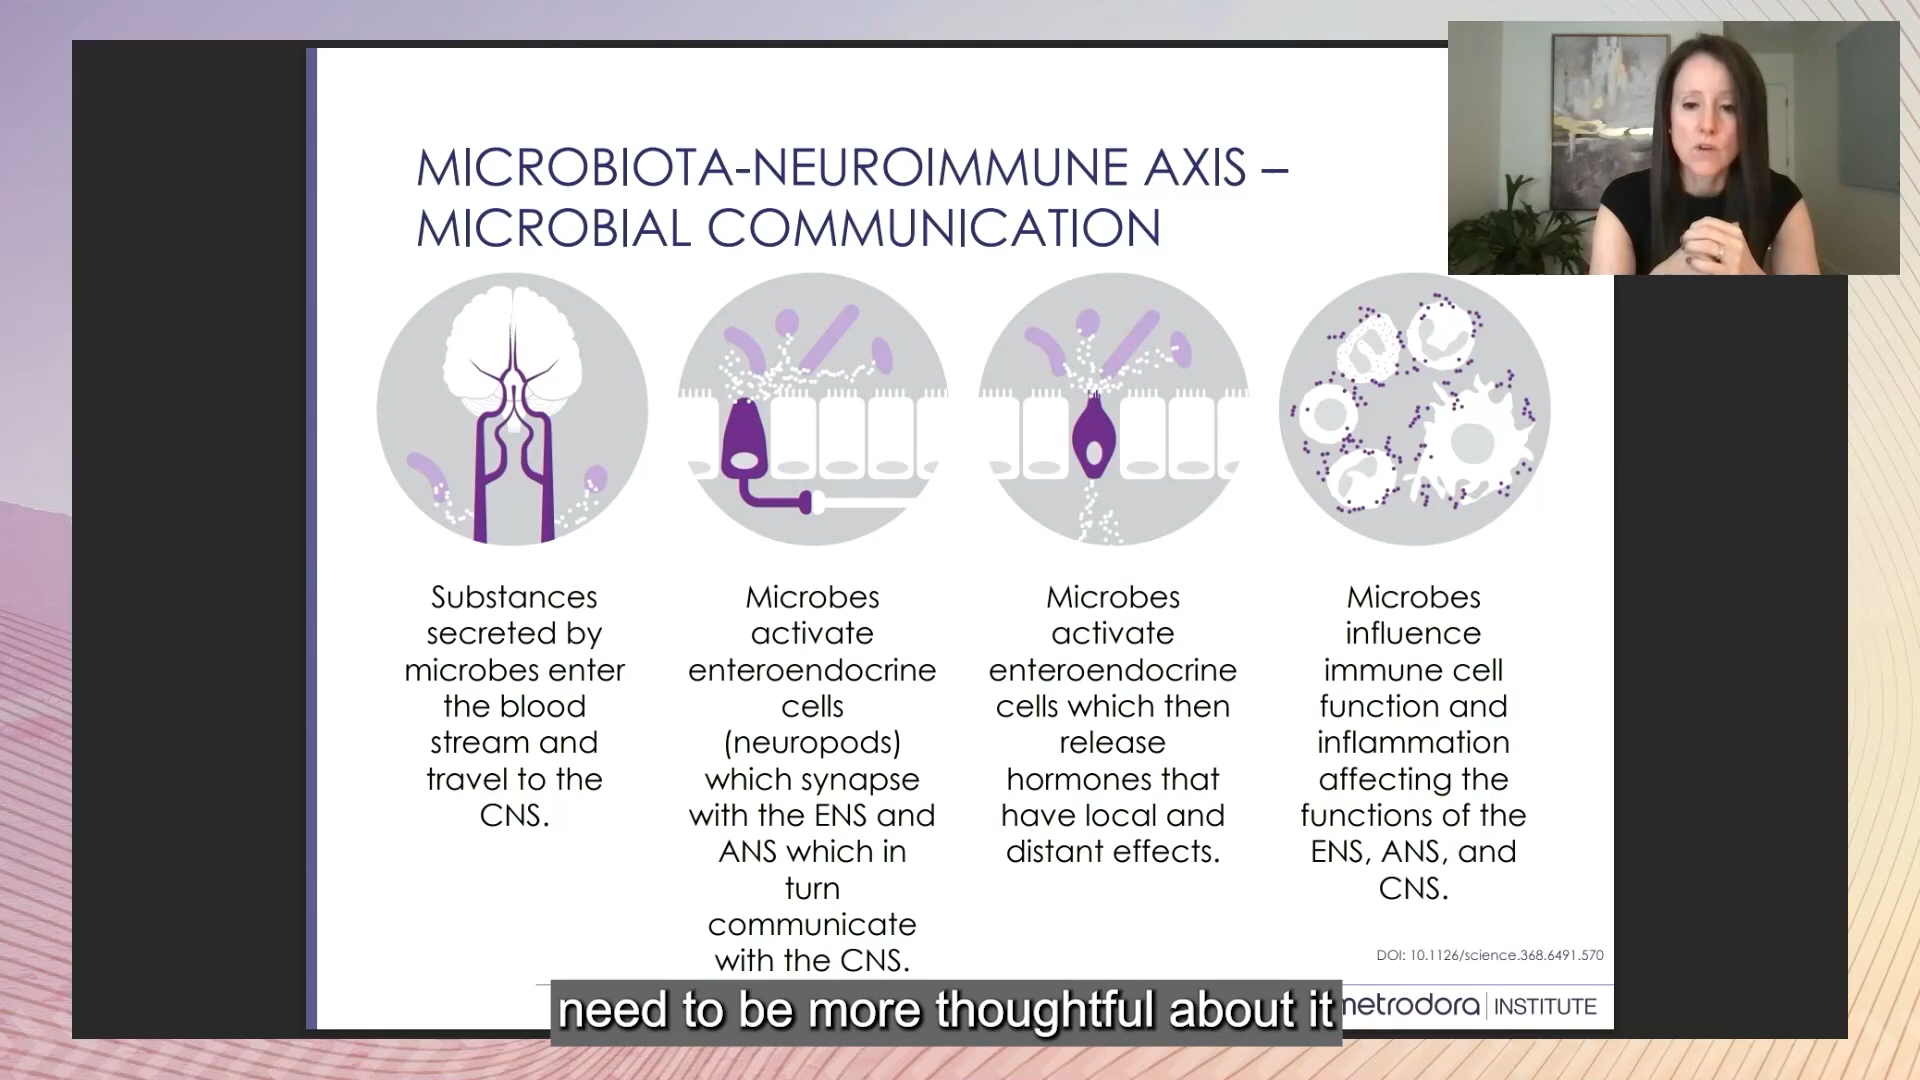 MICROBIOTA-NEUROIMMUNE AXIS –
MICROBIAL COMMUNICATION
Substances
secreted by
microbes enter
the blood
stream and
travel to the
CNS.
Microbes
activate
enteroendocrine
cells
(neuropods)
which synapse
with the ENS and
ANS which in
turn
communicate
with the CNS.
Microbes
activate
enteroendocrine
cells which then
release
hormones that
have local and
distant effects.
Microbes
influence
immune cell
function and
inflammation
affecting the
functions of the
ENS, ANS, and
CNS.
DOI: 10.1126/science.368.6491.570
metrodora INSTITUTE
need to be more thoughtful about it